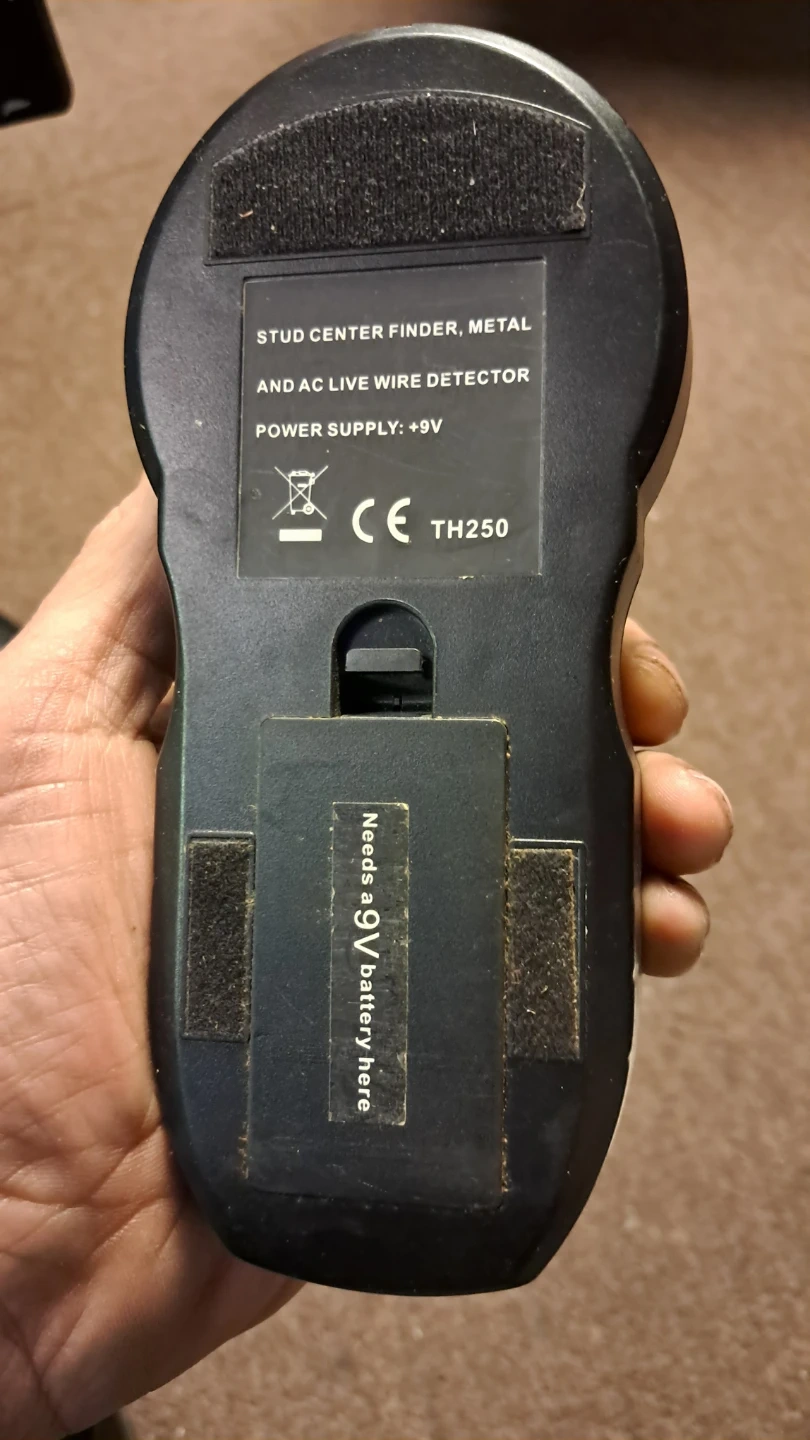 STUD CENTER FINDER, METAL
AND AC LIVE WIRE DETECTOR
POWER SUPPLY: +9V
CE TH250
Needs a 9V battery here